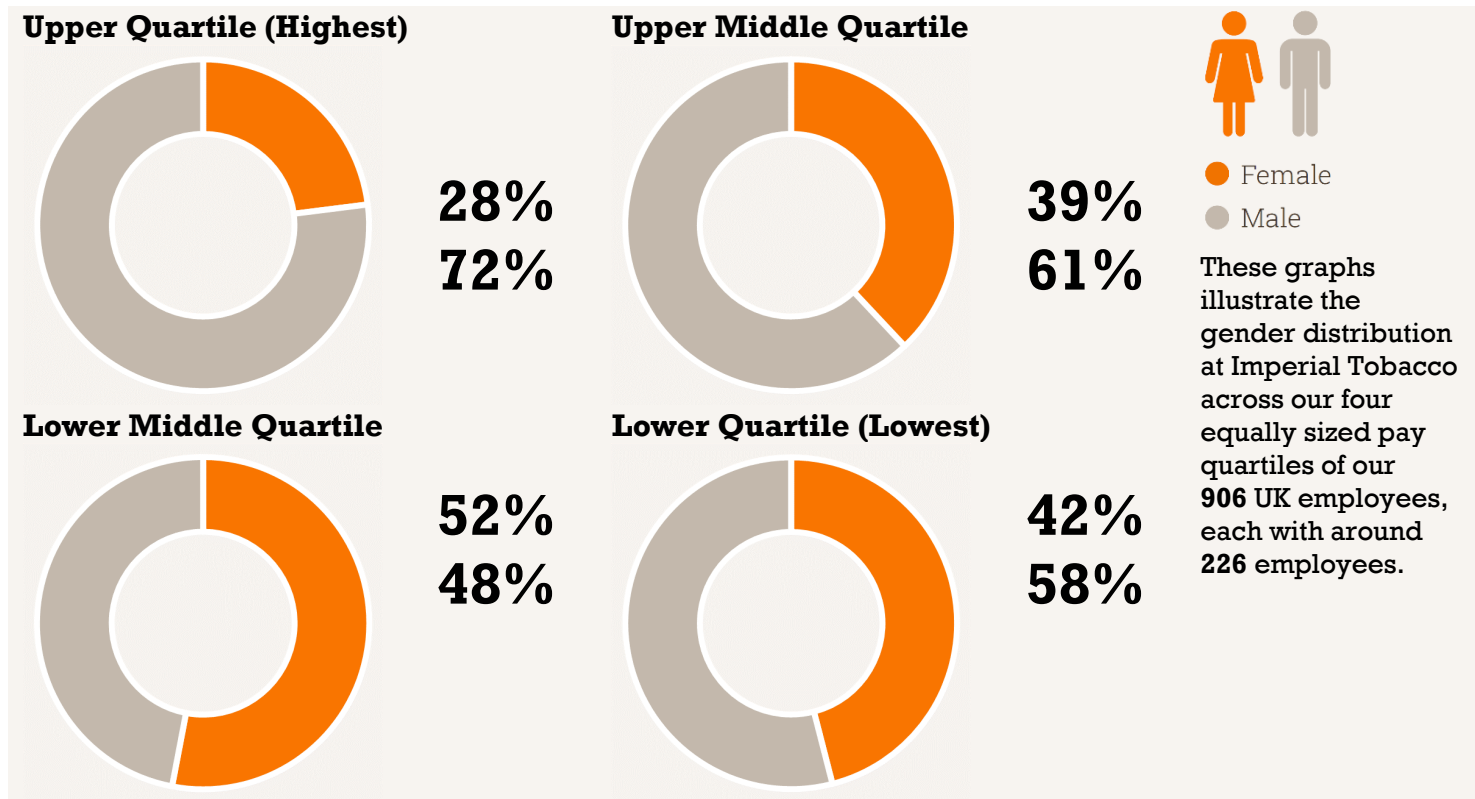 Upper Quartile (Highest)
28%
72%
Upper Middle Quartile
39%
61%
Lower Middle Quartile
52%
48%
Lower Quartile (Lowest)
42%
58%
Female
Male
These graphs
illustrate the
gender distribution
at Imperial Tobacco
across our four
equally sized pay
quartiles of our
906 UK employees,
each with around
226 employees.